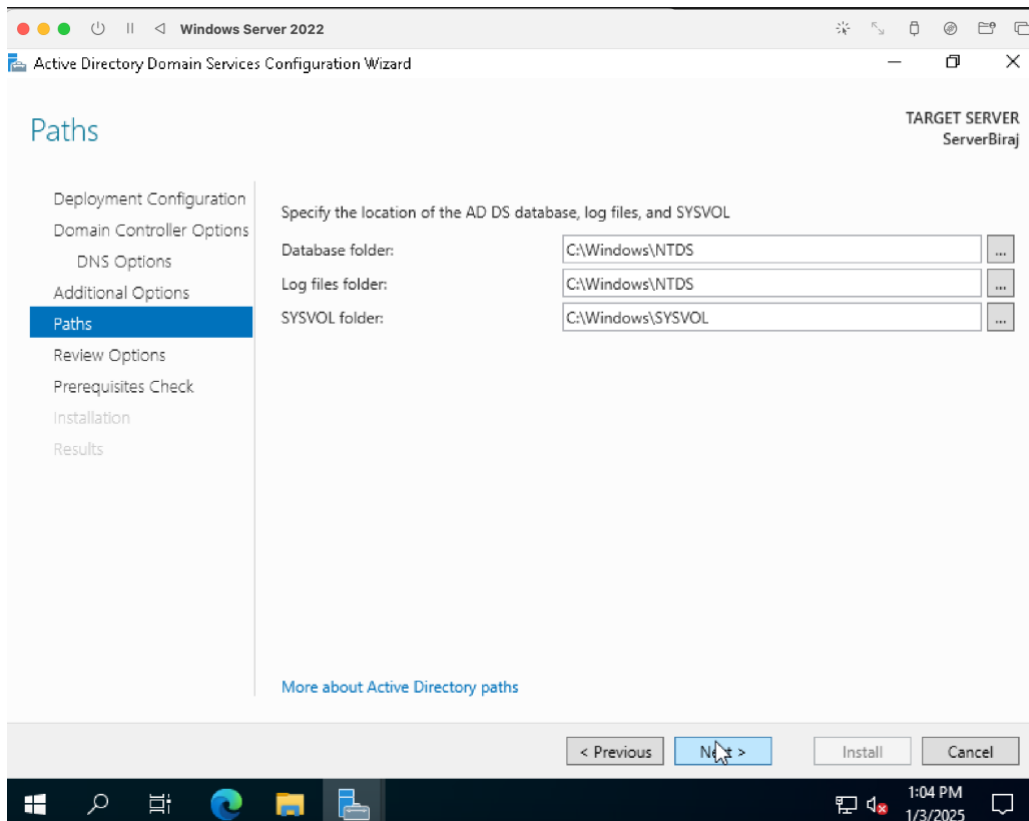 Windows Server 2022
Active Directory Domain Services Configuration Wizard
Paths
TARGET SERVER
ServerBiraj
Deployment Configuration
Domain Controller Options
DNS Options
Additional Options
Paths
Review Options
Prerequisites Check
Installation
Results
Specify the location of the AD DS database, log files, and SYSVOL
Database folder: C:\Windows\NTDS ...
Log files folder: C:\Windows\NTDS ...
SYSVOL folder: C:\Windows\SYSVOL ...
More about Active Directory paths
< Previous Next > Install Cancel
1:04 PM
1/3/2025